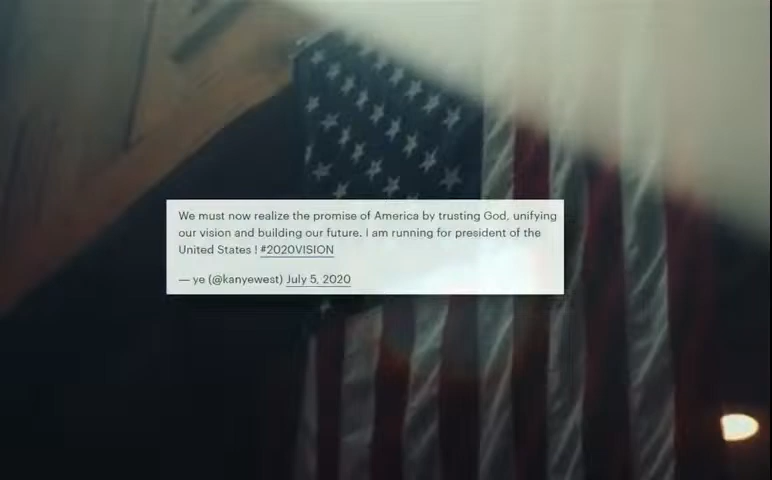 We must now realize the promise of America by trusting God, unifying
our vision and building our future. I am running for president of the
United States ! #2020VISION
— ye (@kanyewest) July 5, 2020